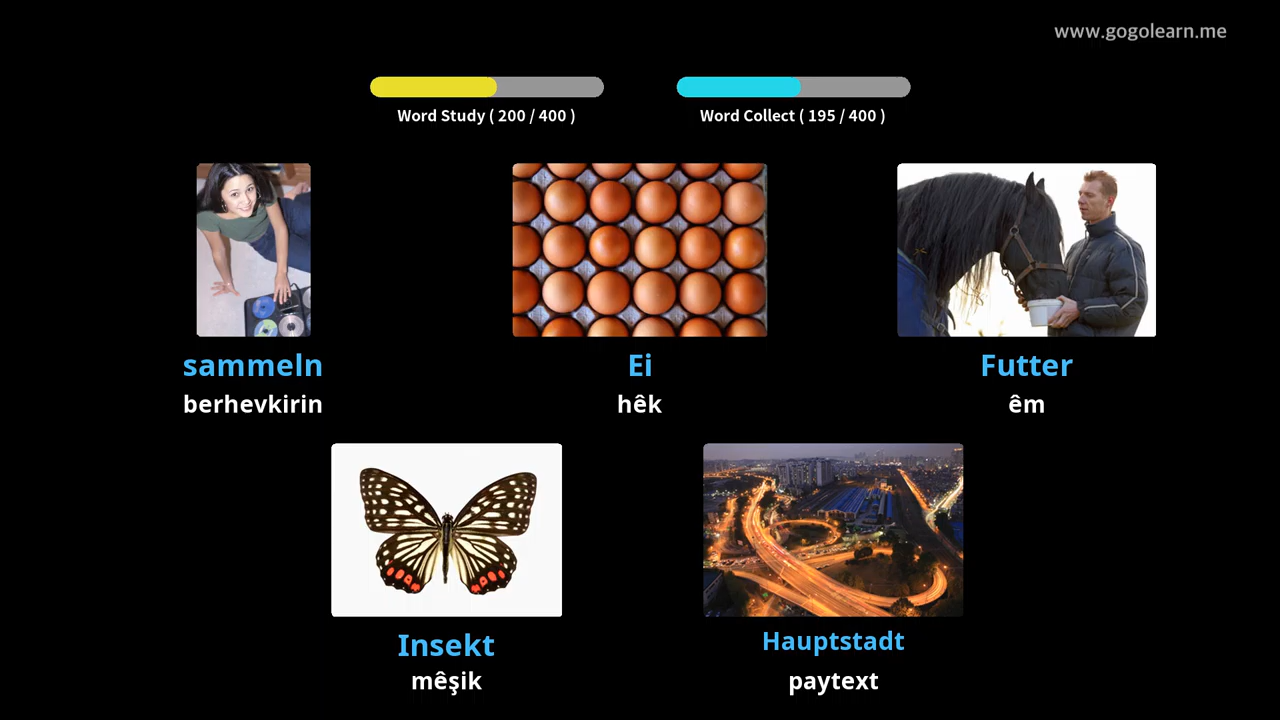 www.gogolearn.me
Word Study ( 200 / 400 )
Word Collect ( 195 / 400 )
sammeln
berhevkirin
Ei
hêk
Futter
êm
Insekt
mêşik
Hauptstadt
paytext